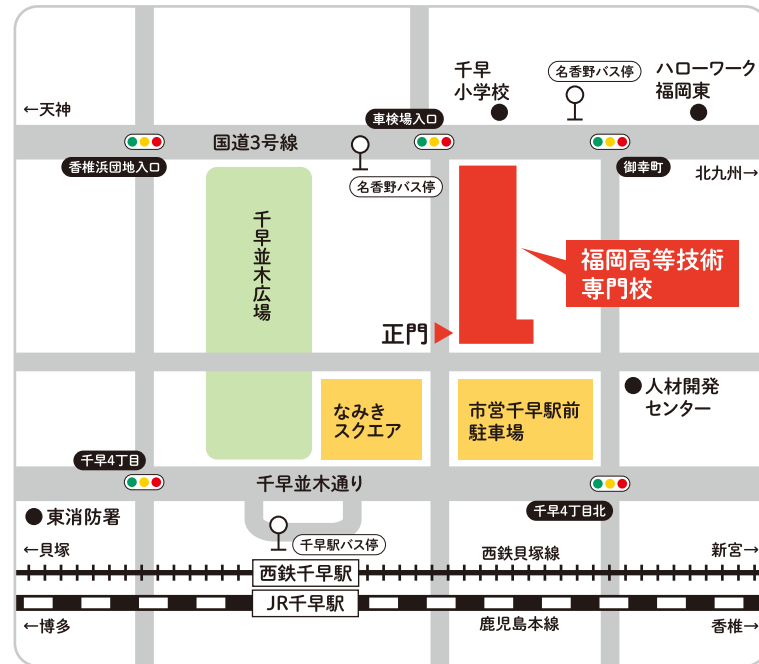 千早
小学校
名香野バス停
ハローワーク
福岡東
←天神
車検場入口
国道3号線
香椎浜団地入口
名香野バス停
御幸町
北九州→
千早並木広場
福岡高等技術
専門校
正門
なみき
スクエア
市営千早駅前
駐車場
人材開発
センター
千早4丁目
千早並木通り
千早4丁目北
東消防署
千早駅バス停
←貝塚
西鉄貝塚線
新宮→
西鉄千早駅
JR千早駅
←博多
鹿児島本線
香椎→